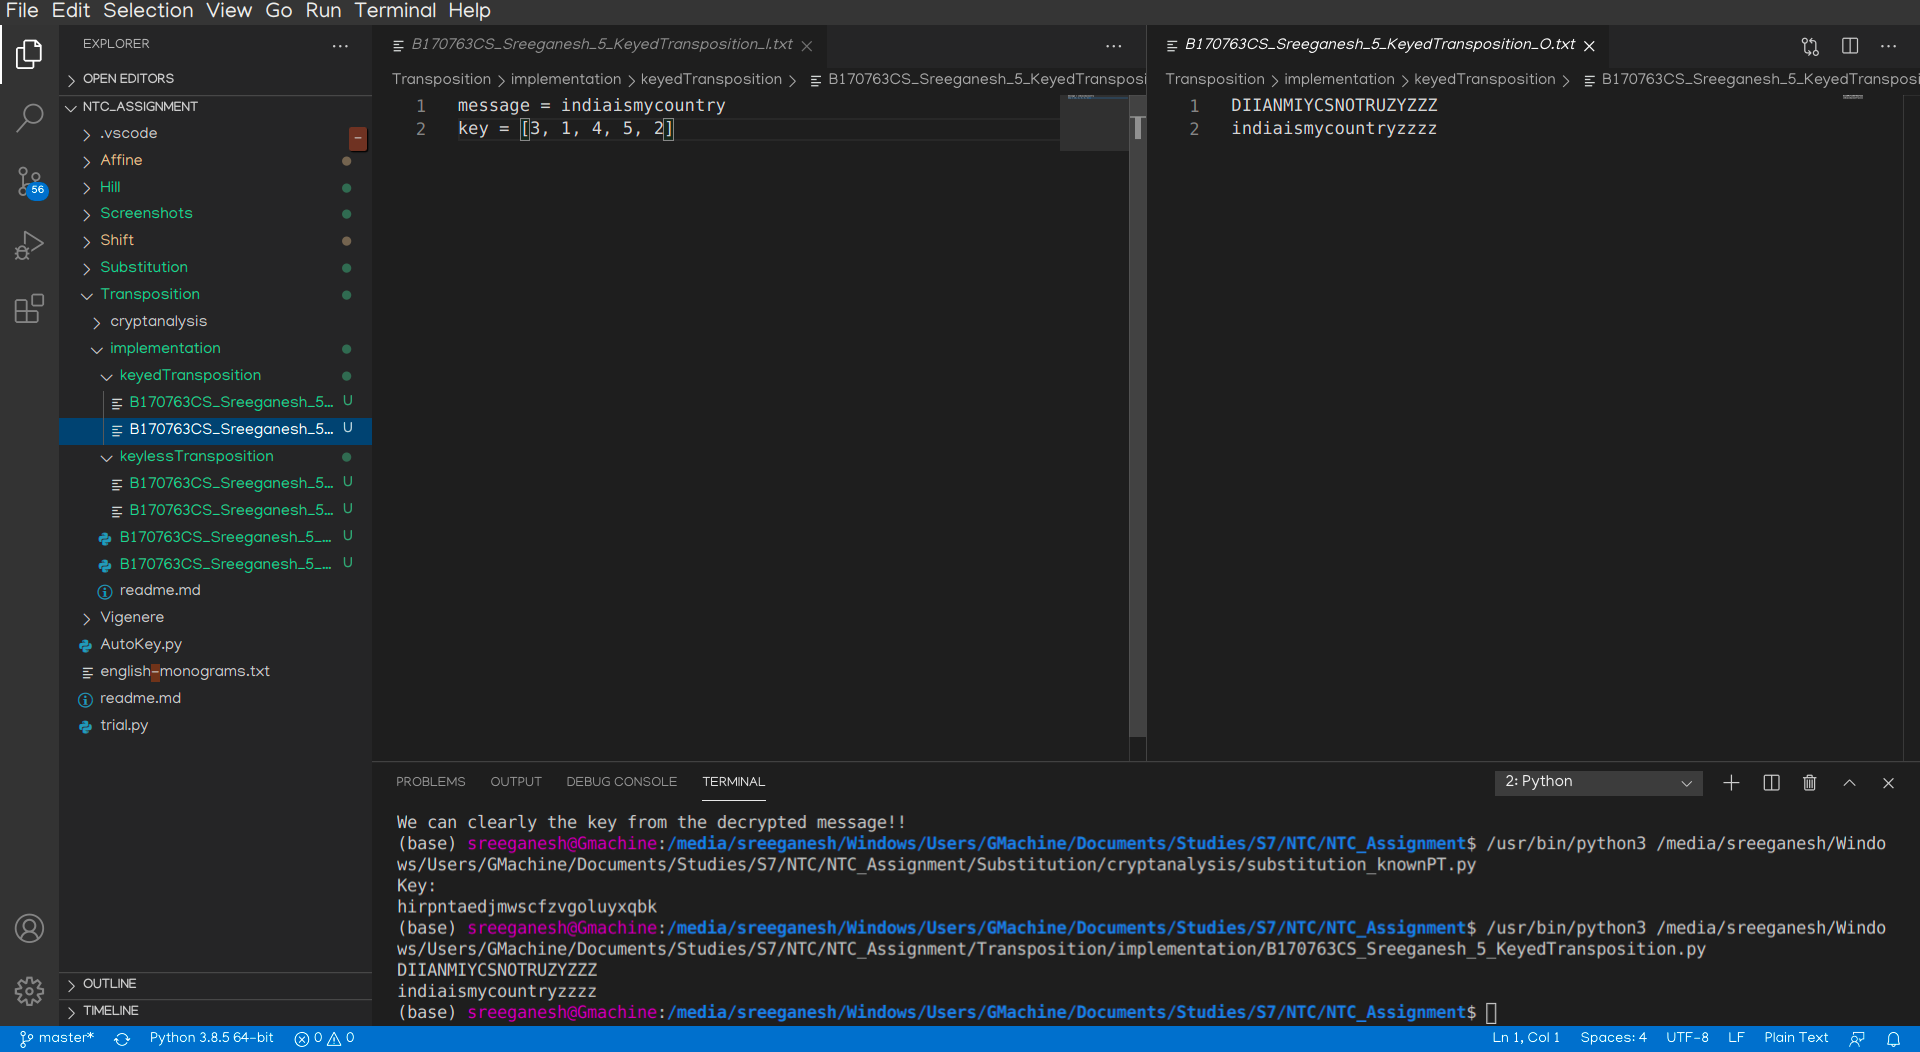 File Edit Selection View Go Run Terminal Help
EXPLORER
OPEN EDITORS
NTC_ASSIGNMENT
.vscode
Affine
Hill
Screenshots
Shift
Substitution
Transposition
cryptanalysis
implementation
keyedTransposition
B170763CS_Sreeganesh_5... U
B170763CS_Sreeganesh_5... U
keylessTransposition
B170763CS_Sreeganesh_5... U
B170763CS_Sreeganesh_5... U
B170763CS_Sreeganesh_5_... U
B170763CS_Sreeganesh_5_... U
readme.md
Vigenere
AutoKey.py
english-monograms.txt
readme.md
trial.py
OUTLINE
TIMELINE
56
B170763CS_Sreeganesh_5_KeyedTransposition_I.txt
Transposition > implementation > keyedTransposition > B170763CS_Sreeganesh_5_KeyedTransposi
1 message = indiaismycountry
2 key = [3, 1, 4, 5, 2]
B170763CS_Sreeganesh_5_KeyedTransposition_O.txt
Transposition > implementation > keyedTransposition > B170763CS_Sreeganesh_5_KeyedTransposi
1 DIIANMIYCSNOTRUZYZZZ
2 indiaismycountryzzzz
PROBLEMS OUTPUT DEBUG CONSOLE TERMINAL
2: Python
We can clearly the key from the decrypted message!!
(base) sreeganesh@Gmachine:/media/sreeganesh/Windows/Users/GMachine/Documents/Studies/S7/NTC/NTC_Assignment$ /usr/bin/python3 /media/sreeganesh/Windo
ws/Users/GMachine/Documents/Studies/S7/NTC/NTC_Assignment/Substitution/cryptanalysis/substitution_knownPT.py
Key:
hirpntaedjmwscfzvgoluyxqbk
(base) sreeganesh@Gmachine:/media/sreeganesh/Windows/Users/GMachine/Documents/Studies/S7/NTC/NTC_Assignment$ /usr/bin/python3 /media/sreeganesh/Windo
ws/Users/GMachine/Documents/Studies/S7/NTC/NTC_Assignment/Transposition/implementation/B170763CS_Sreeganesh_5_KeyedTransposition.py
DIIANMIYCSNOTRUZYZZZ
indiaismycountryzzzz
(base) sreeganesh@Gmachine:/media/sreeganesh/Windows/Users/GMachine/Documents/Studies/S7/NTC/NTC_Assignment$
master* Python 3.8.5 64-bit 0 0 Ln 1, Col 1 Spaces: 4 UTF-8 LF Plain Text